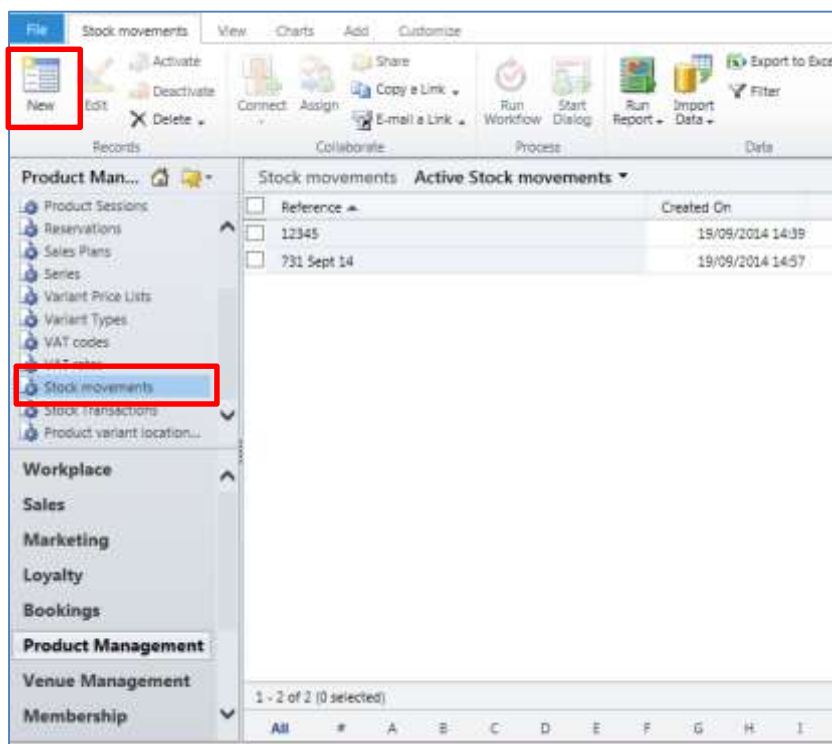 File Stock movements View Charts Add Customize
New
Edit
Activate
Deactivate
Delete
Records
Connect
Assign
Share
Copy a Link
E-mail a Link
Collaborate
Run Workflow
Start Dialog
Process
Run Report
Import Data
Export to Exce
Filter
Data
Product Man...
Product Sessions
Reservations
Sales Plans
Series
Variant Price Lists
Variant Types
VAT codes
VAT rates
Stock movements
Stock Transactions
Product variant location...
Workplace
Sales
Marketing
Loyalty
Bookings
Product Management
Venue Management
Membership
Stock movements Active Stock movements
Reference Created On
12345 19/09/2014 14:39
731 Sept 14 19/09/2014 14:57
1 - 2 of 2 (0 selected)
All # A B C D E F G H I